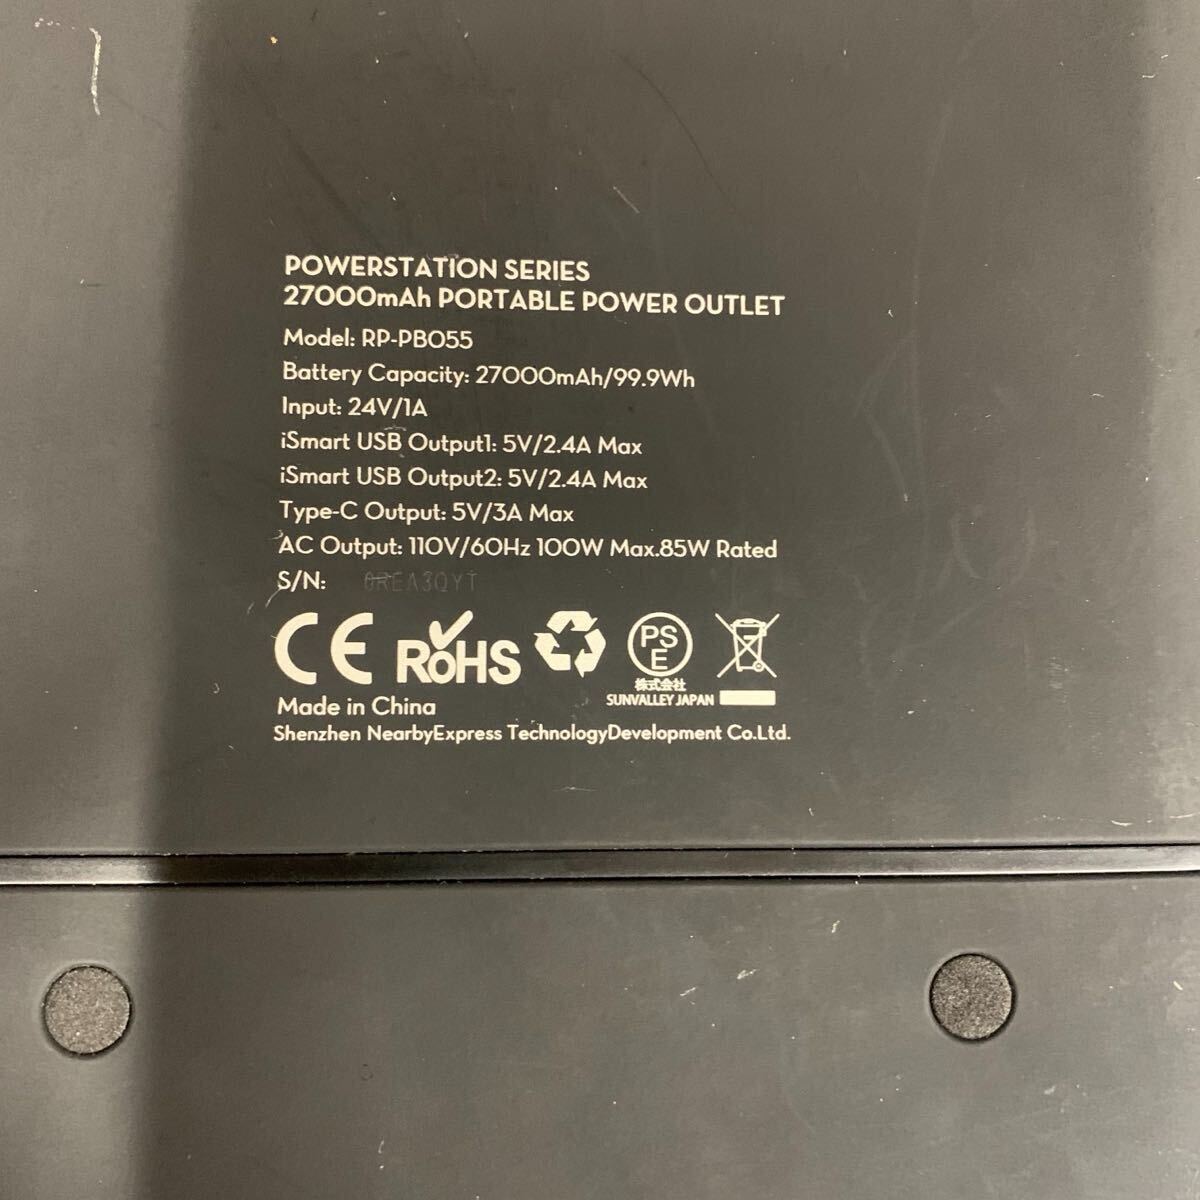 POWERSTATION SERIES
27000mAh PORTABLE POWER OUTLET
Model: RP-PB055
Battery Capacity: 27000mAh/99.9Wh
Input: 24V/1A
iSmart USB Output1: 5V/2.4A Max
iSmart USB Output2: 5V/2.4A Max
Type-C Output: 5V/3A Max
AC Output: 110V/60Hz 100W Max.85W Rated
S/N: 0REA3QYT
CE RoHS PSE
株式会社
SUNVALLEY JAPAN
Made in China
Shenzhen NearbyExpress TechnologyDevelopment Co.Ltd.